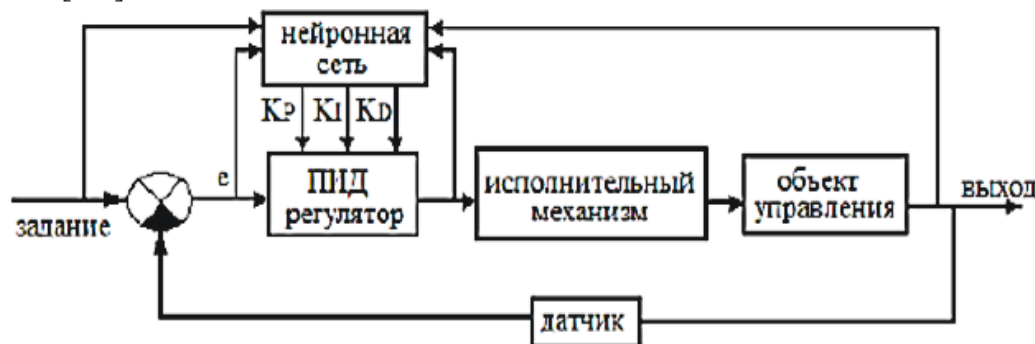 нейронная
сеть
KP KI KD
e
ПИД
регулятор
исполнительный
механизм
объект
управления
выход
задание
датчик